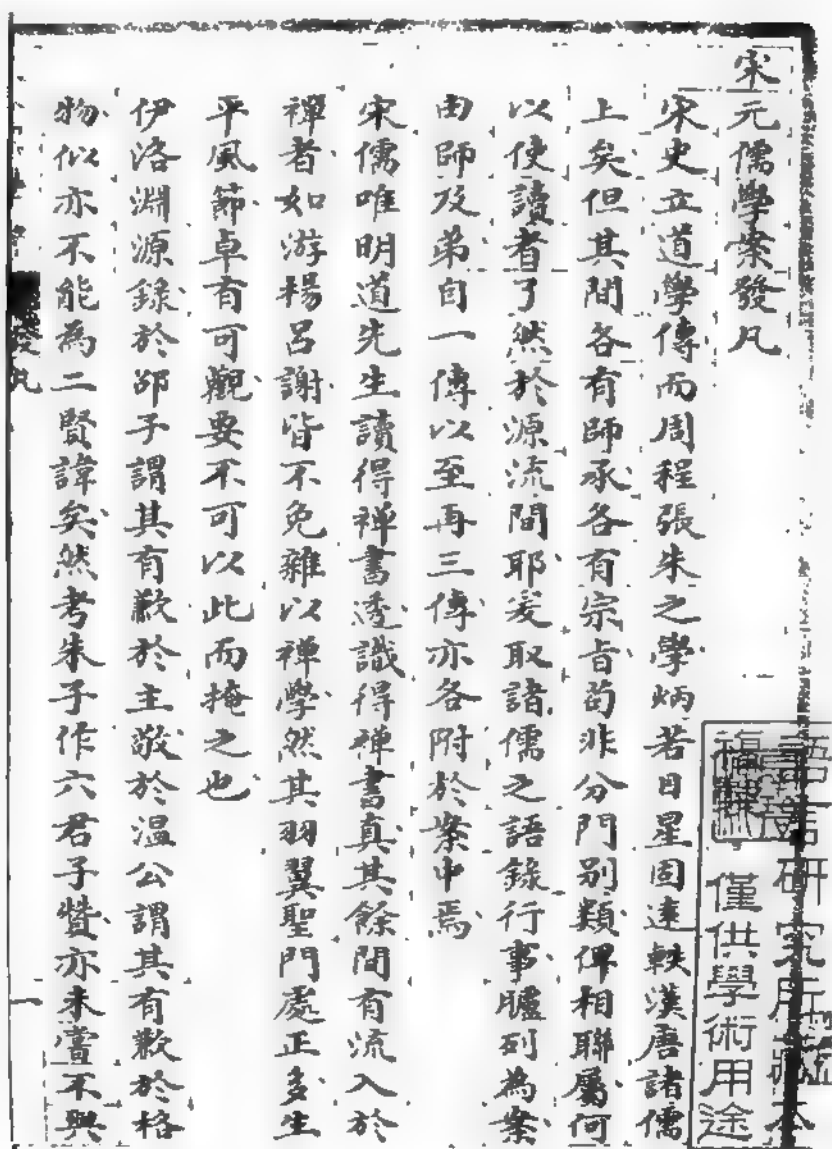 宋元儒學案發凡
宋史立道學傳而周程張朱之學炳若日星固遠軼漢唐諸儒
上矣但其間各有師承各有宗旨茍非分門別類俾相聯屬何
以使讀者了然於源流間耶爰取諸儒之語錄行事臚列為案
由師及弟自一傳以至再三傳亦各附於案中焉
宋儒唯明道先生讀得禅書透識得禅書真其餘間有流入於
禅者如游楊呂謝皆不免雜以禅學然其羽翼聖門處正多生
平風節卓有可觀要不可以此而掩之也
伊洛淵源錄於邵子謂其有歉於主敬於溫公謂其有歉於格
物似亦不能為二賢諱矣然考朱子作六君子贊亦未嘗不與
發凡
一
語言研究所藏本
僅供學術用途